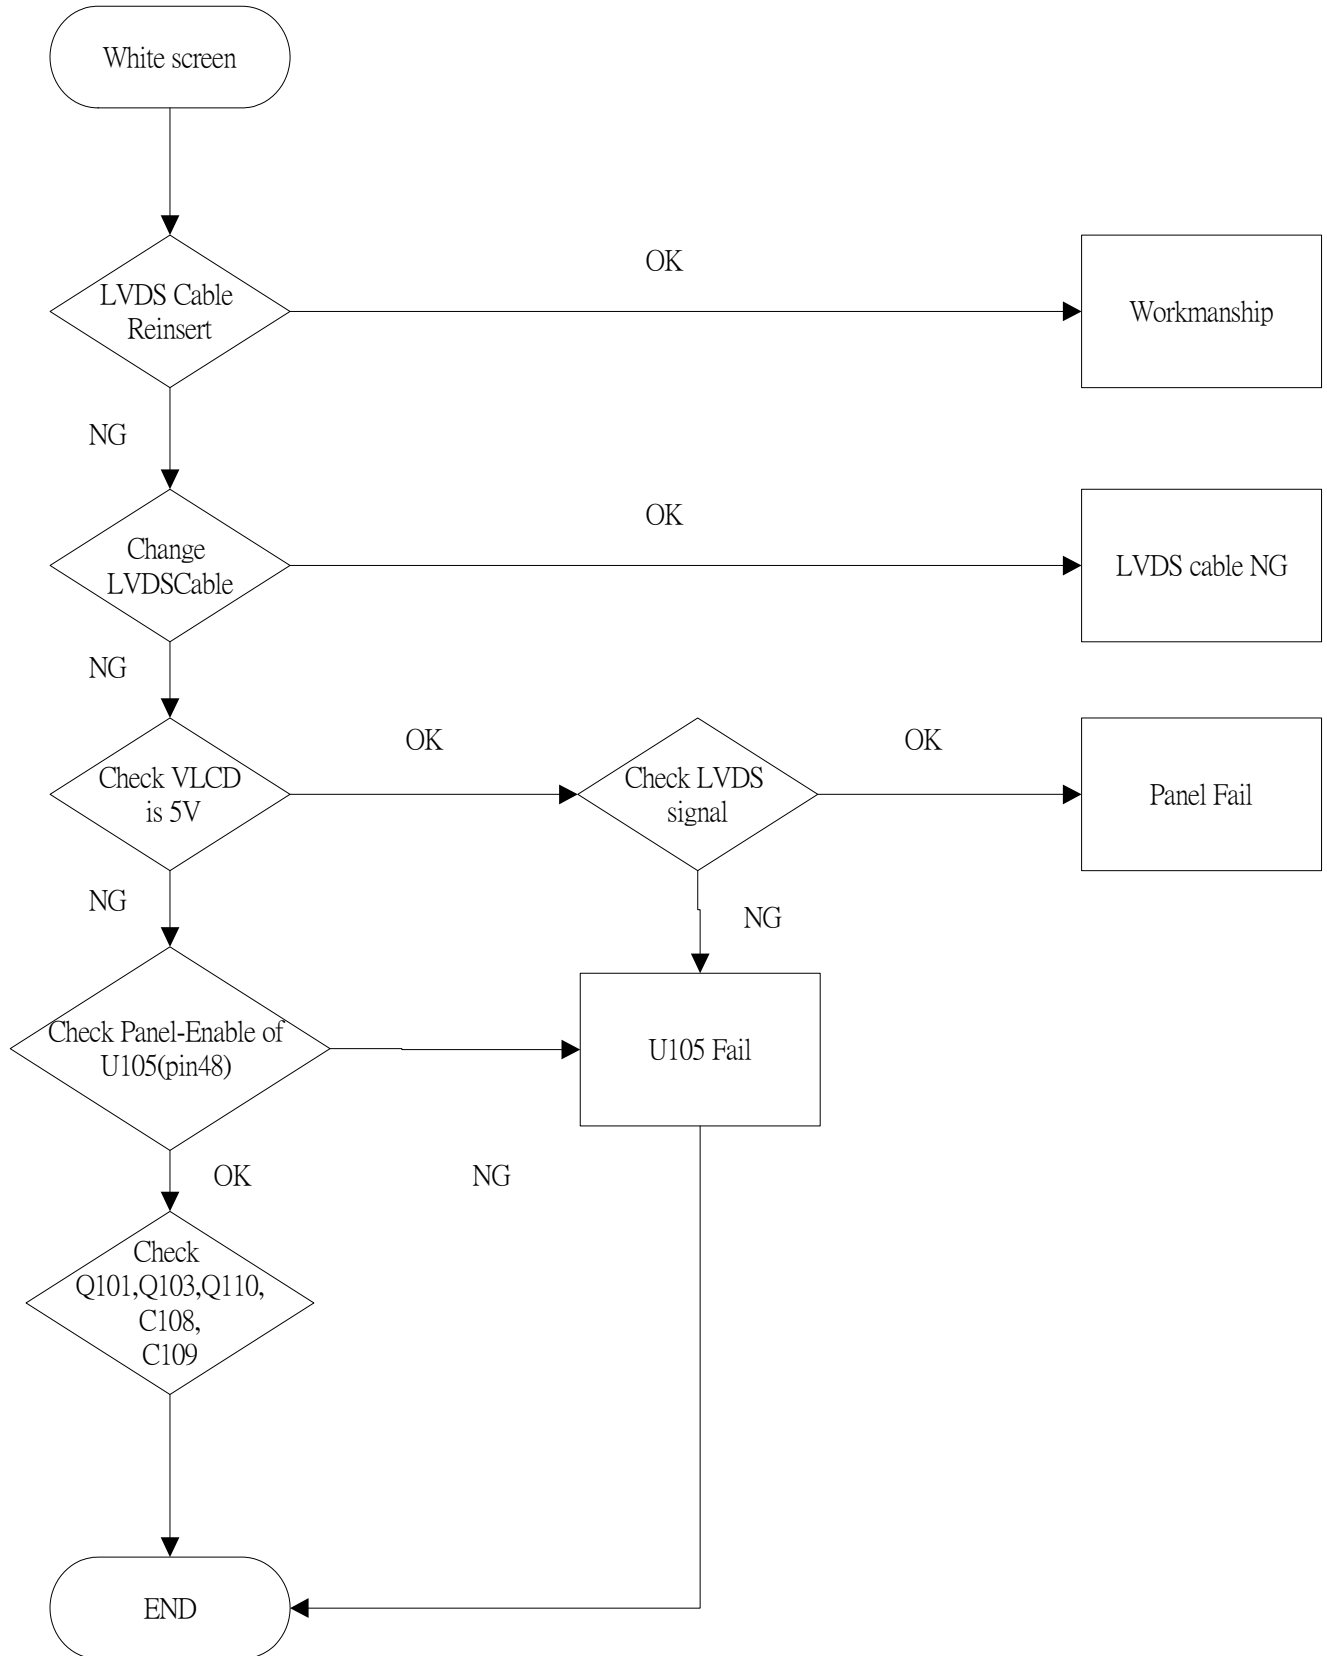 White screen
OK
LVDS Cable
Reinsert
Workmanship
NG
OK
Change
LVDSCable
LVDS cable NG
NG
OK
OK
Check VLCD
is 5V
Check LVDS
signal
Panel Fail
NG
NG
Check Panel-Enable of
U105(pin48)
U105 Fail
OK
NG
Check
Q101,Q103,Q110,
C108,
C109
END